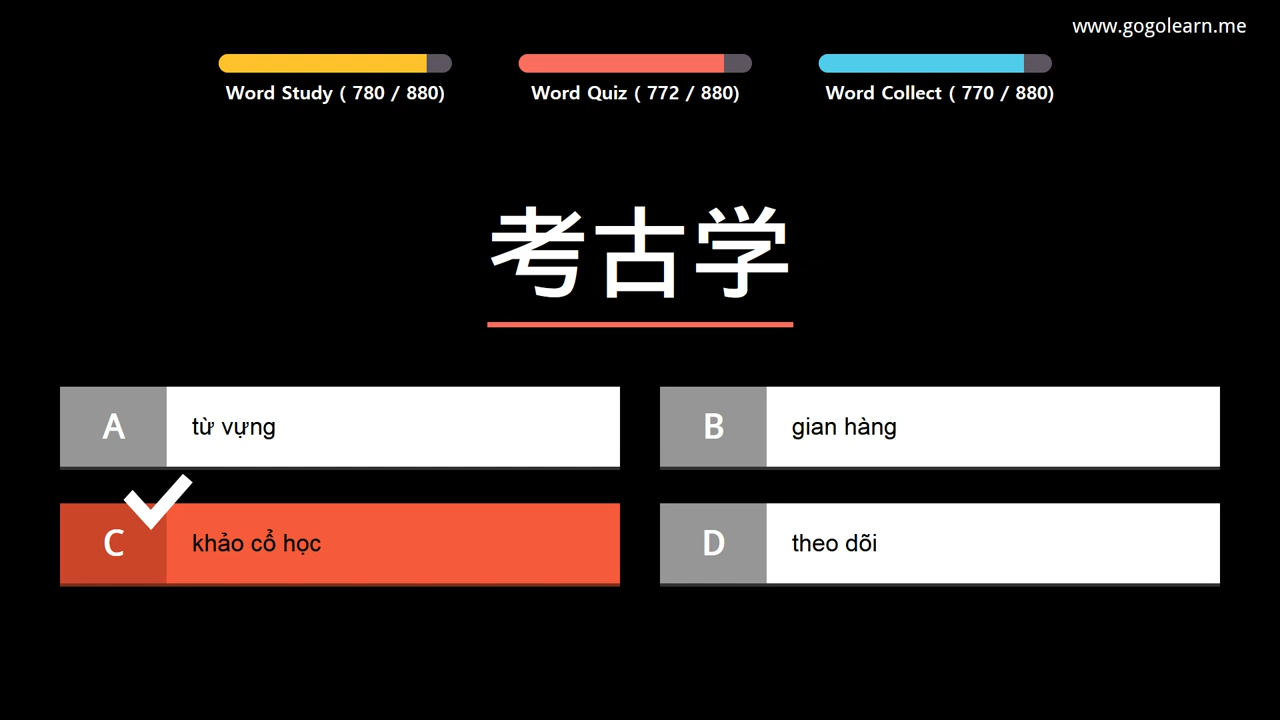 www.gogolearn.me
Word Study ( 780 / 880)
Word Quiz ( 772 / 880)
Word Collect ( 770 / 880)
考古学
A từ vựng
B gian hàng
C khảo cổ học
D theo dõi